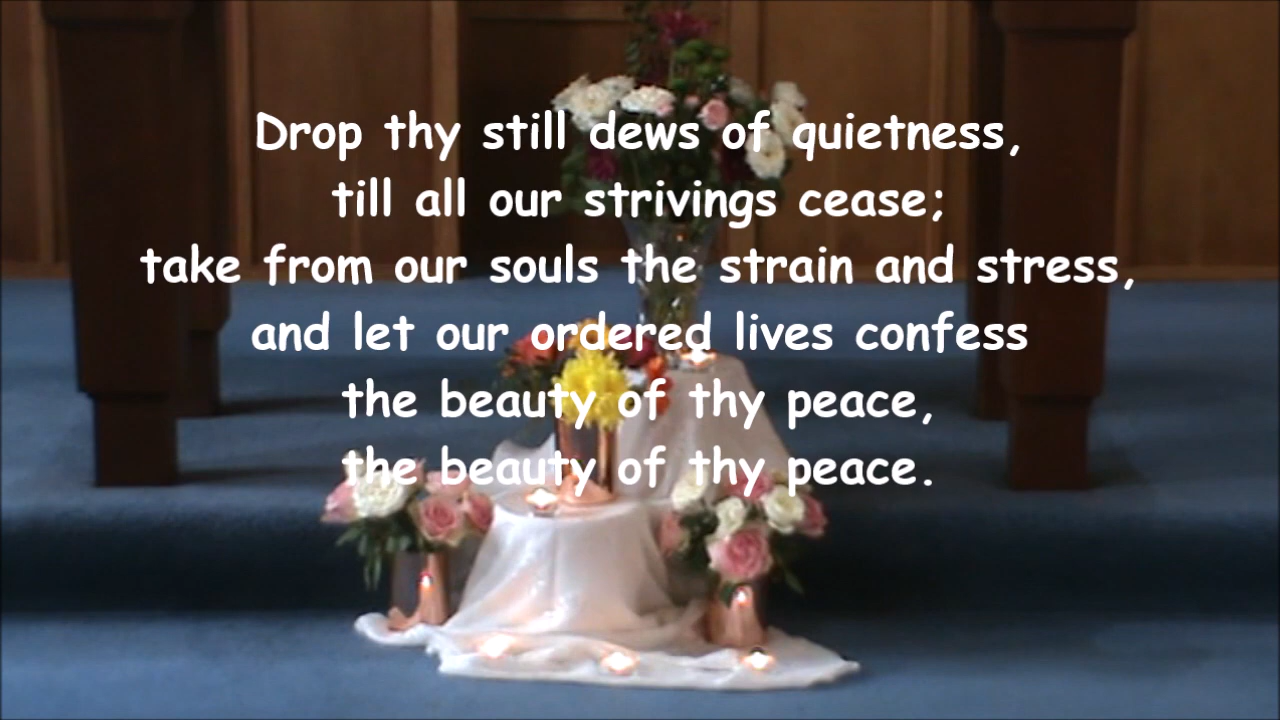 Drop thy still dews of quietness,
till all our strivings cease;
take from our souls the strain and stress,
and let our ordered lives confess
the beauty of thy peace,
the beauty of thy peace.